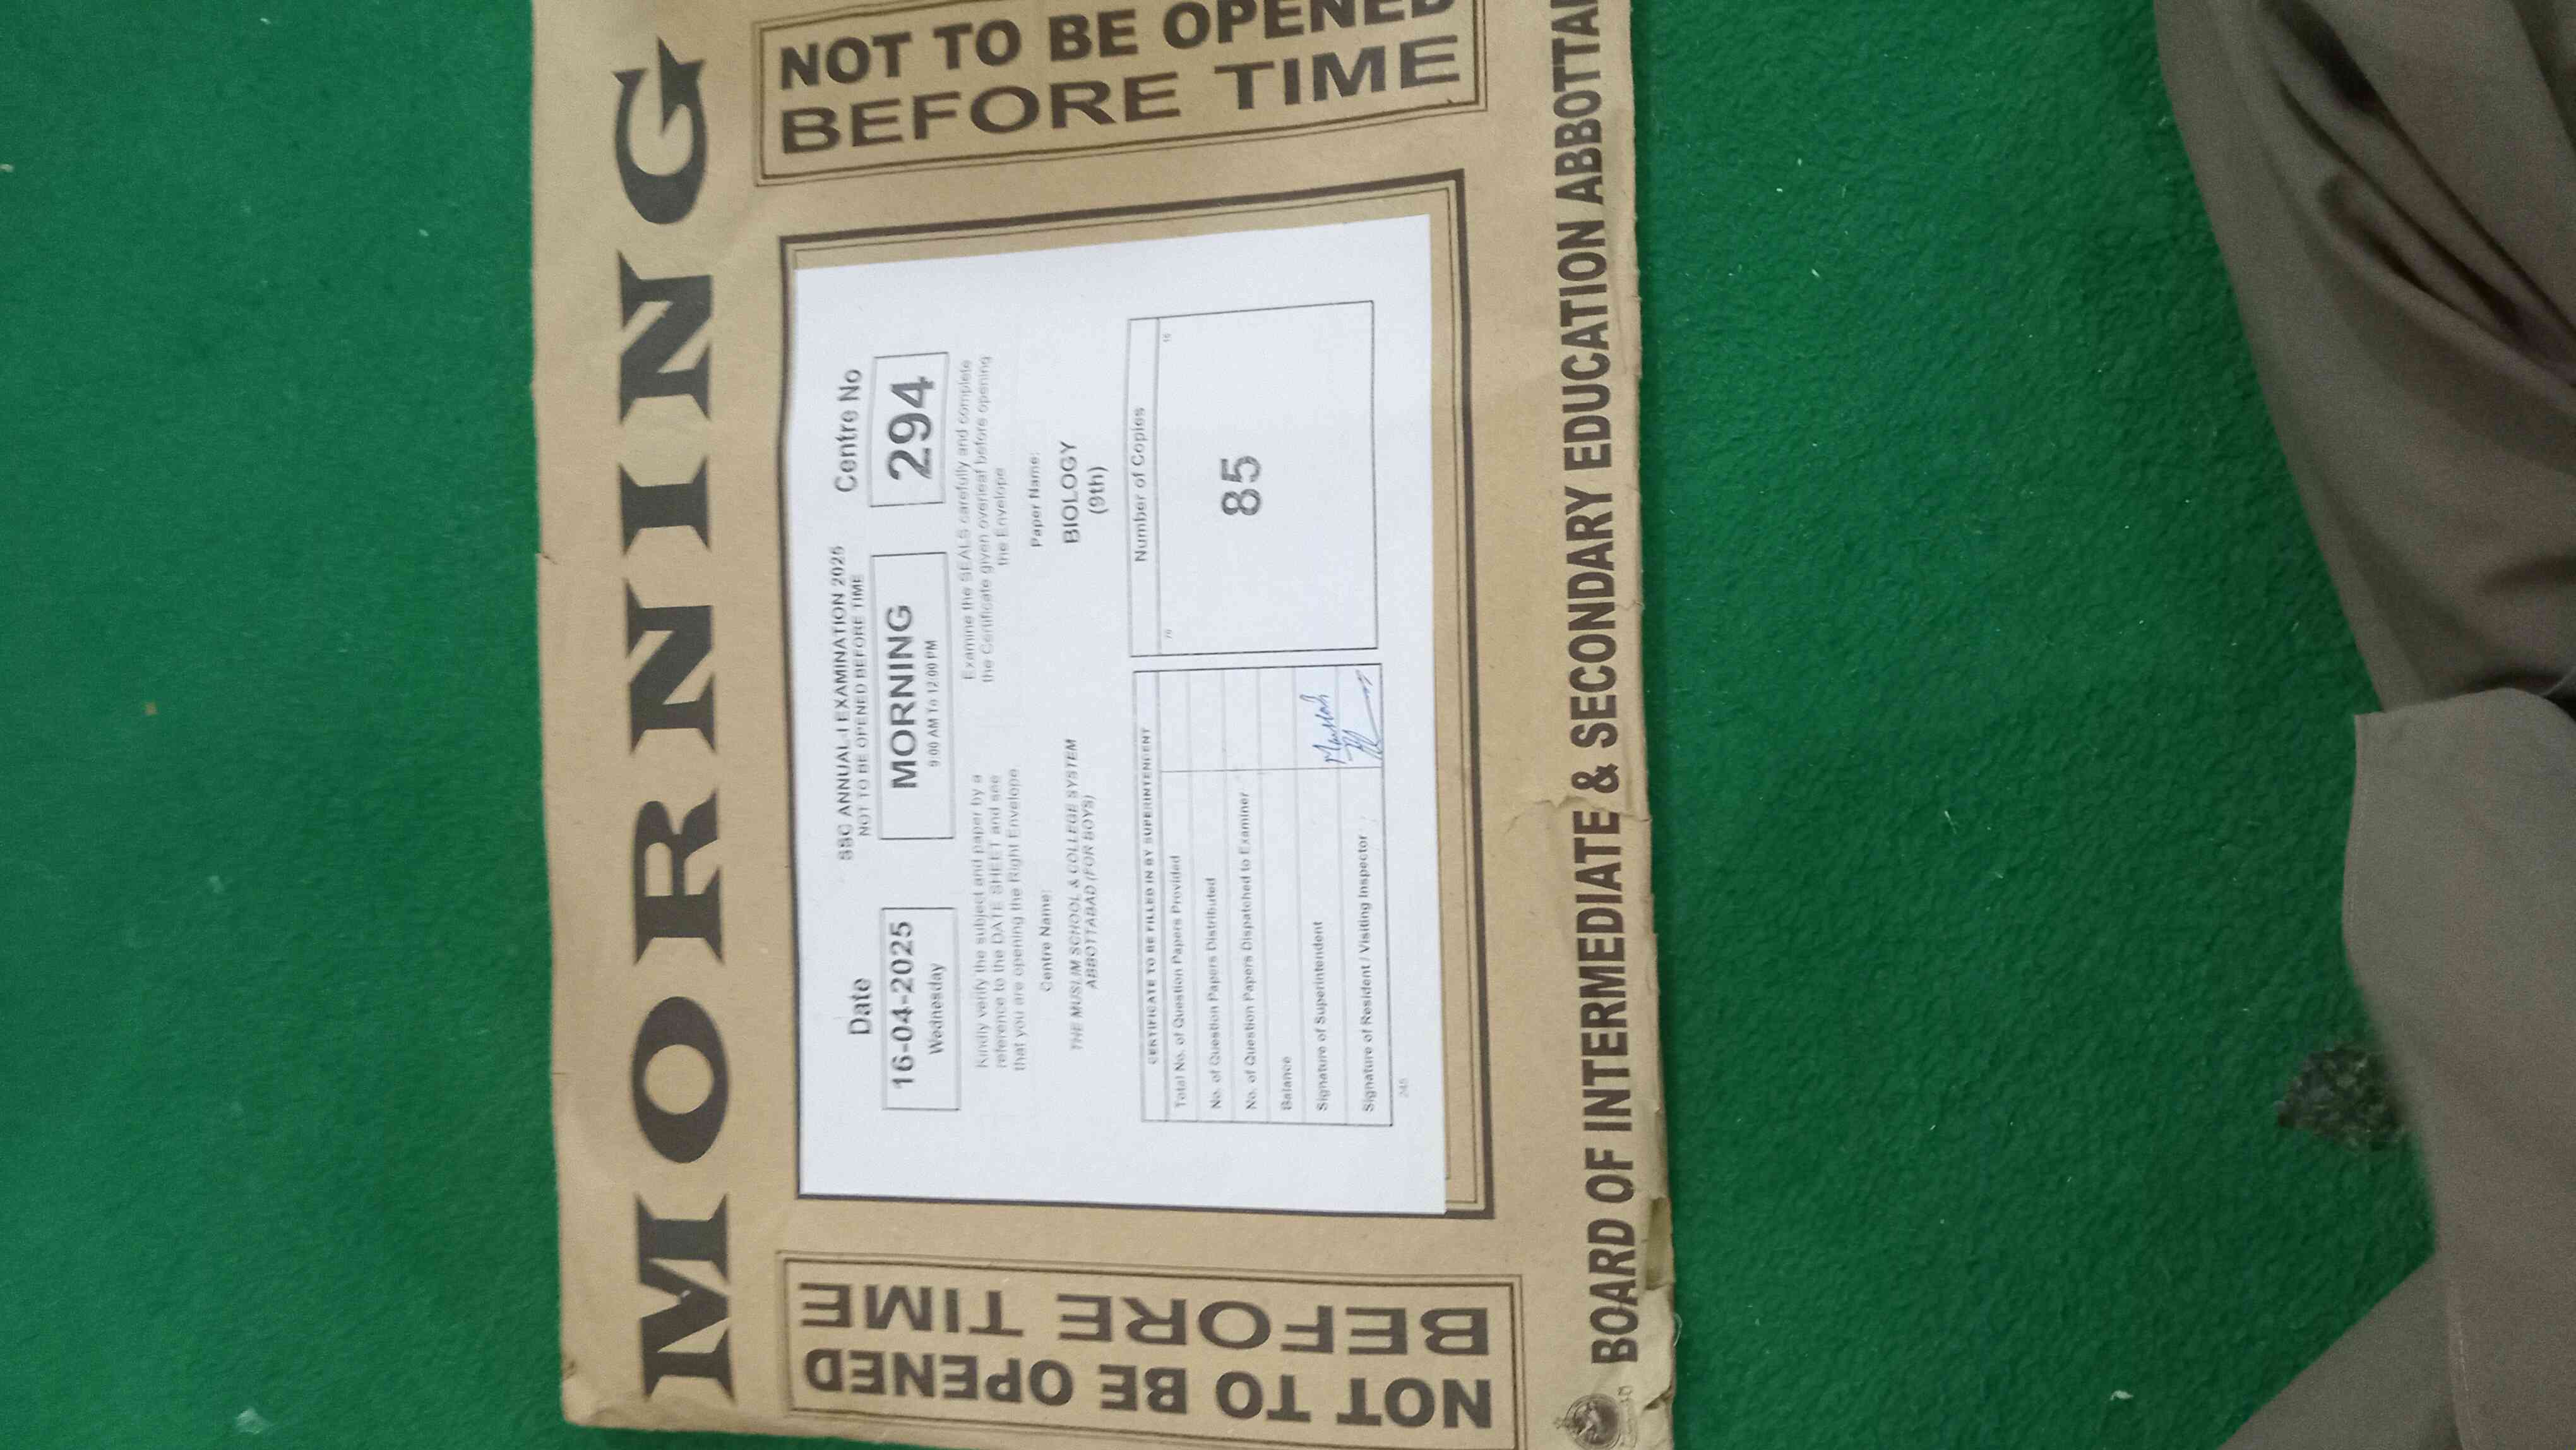 MORNING
NOT TO BE OPENED
BEFORE TIME
NOT TO BE OPENED
BEFORE TIME
SSC ANNUAL-I EXAMINATION 2025
NOT TO BE OPENED BEFORE TIME
Date
16-04-2025
Wednesday
MORNING
9:00 AM To 12:00 PM
Centre No
294
Kindly verify the subject and paper by a
reference to the DATE SHEET and see
that you are opening the Right Envelope
Examine the SEALS carefully and complete
the Certificate given overleaf before opening
the Envelope
Centre Name:
THE MUSLIM SCHOOL & COLLEGE SYSTEM
ABBOTTABAD (FOR BOYS)
Paper Name:
BIOLOGY
(9th)
CERTIFICATE TO BE FILLED IN BY SUPERINTENDENT
Total No. of Question Papers Provided
No. of Question Papers Distributed
No. of Question Papers Dispatched to Examiner
Balance
Signature of Superintendent
Signature of Resident / Visiting Inspector
Number of Copies
85
245
BOARD OF INTERMEDIATE & SECONDARY EDUCATION ABBOTTA